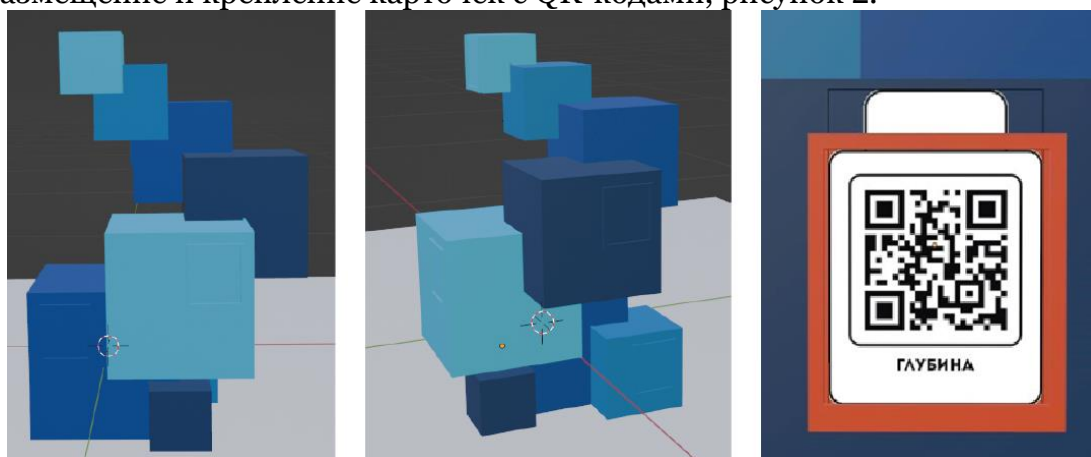 размещение и крепление карточек с QR-кодами, рисунок 2.
ГЛУБИНА